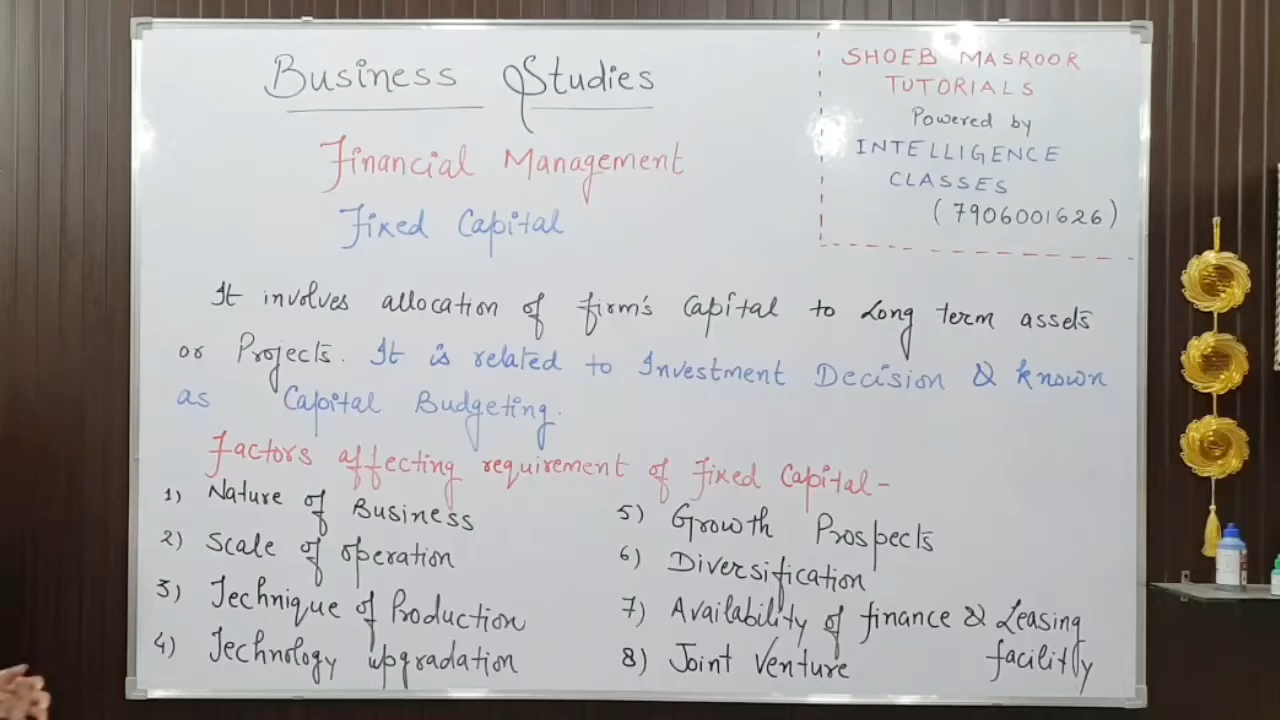 Business Studies
Financial Management
Fixed Capital
SHOEB MASROOR
TUTORIALS
Powered by
INTELLIGENCE
CLASSES
(7906001626)
It involves allocation of firm's Capital to Long term assets
or Projects. It is related to Investment Decision & known
as Capital Budgeting.
Factors affecting requirement of Fixed Capital-
1) Nature of Business
2) Scale of operation
3) Technique of Production
4) Technology upgradation
5) Growth Prospects
6) Diversification
7) Availability of finance & Leasing
facility
8) Joint Venture